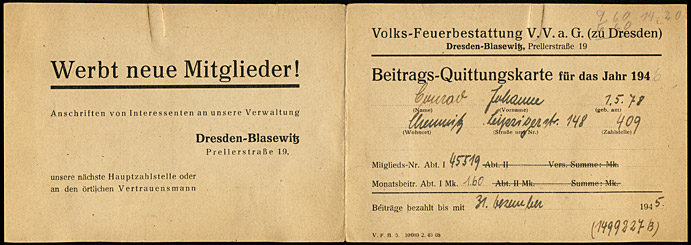 Werbt neue Mitglieder!
Anschriften von Interessenten an unsere Verwaltung
Dresden-Blasewitz
Prellerstraße 19,
unsere nächste Hauptzahlstelle oder
an den örtlichen Vertrauensmann
Volks-Feuerbestattung V. V. a. G. (zu Dresden)
Dresden-Blasewitz, Prellerstraße 19
Beitrags-Quittungskarte für das Jahr 1946
Conrad Johanne 1.5.78
(Name) (Vorname) (geb. am)
Chemnitz Leipzigerstr. 148 409
(Wohnort) (Straße und Nr.) (Zahlstelle)
Mitglieds-Nr. Abt. I 45519 Abt. II Vers. Summe: Mk.
Monatsbeitr. Abt. I Mk. 1.60 Abt. II Mk. Summe: Mk.
Beiträge bezahlt bis mit 31. Dezember 1945.
(1499227B)